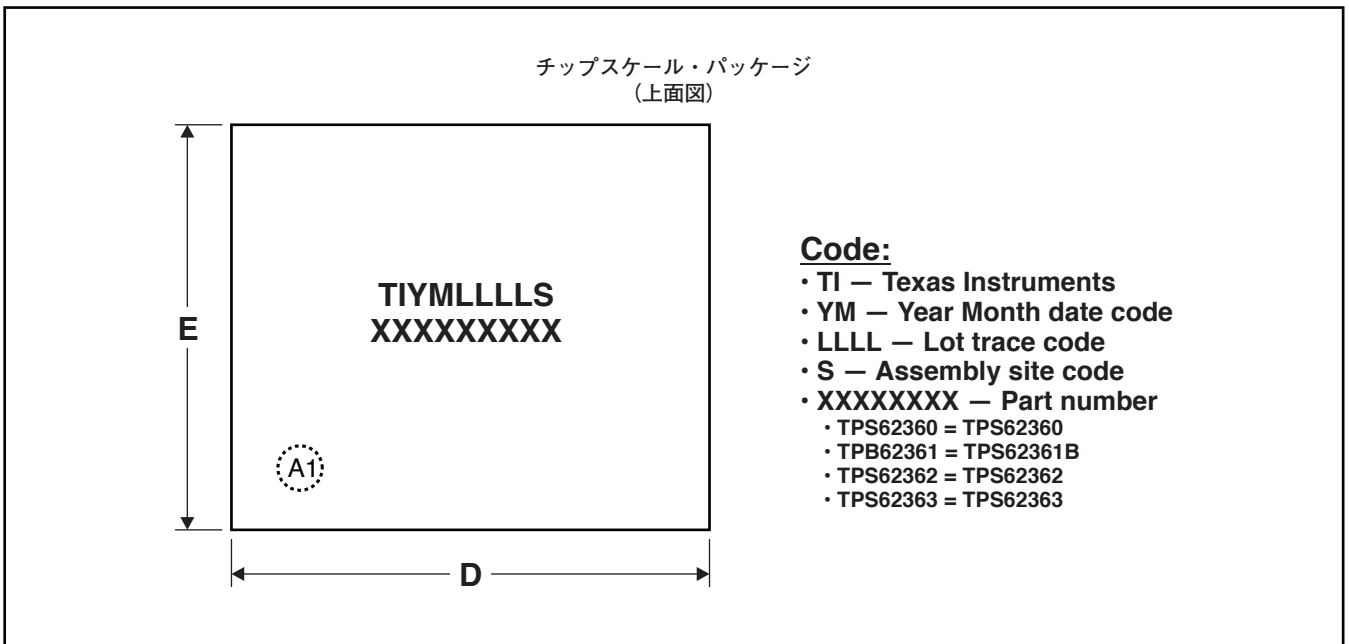 チップスケール・パッケージ
(上面図)
TIYMLLLLS
XXXXXXXXX
E
A1
D
Code:
・TI — Texas Instruments
・YM — Year Month date code
・LLLL — Lot trace code
・S — Assembly site code
・XXXXXXXX — Part number
・TPS62360 = TPS62360
・TPB62361 = TPS62361B
・TPS62362 = TPS62362
・TPS62363 = TPS62363